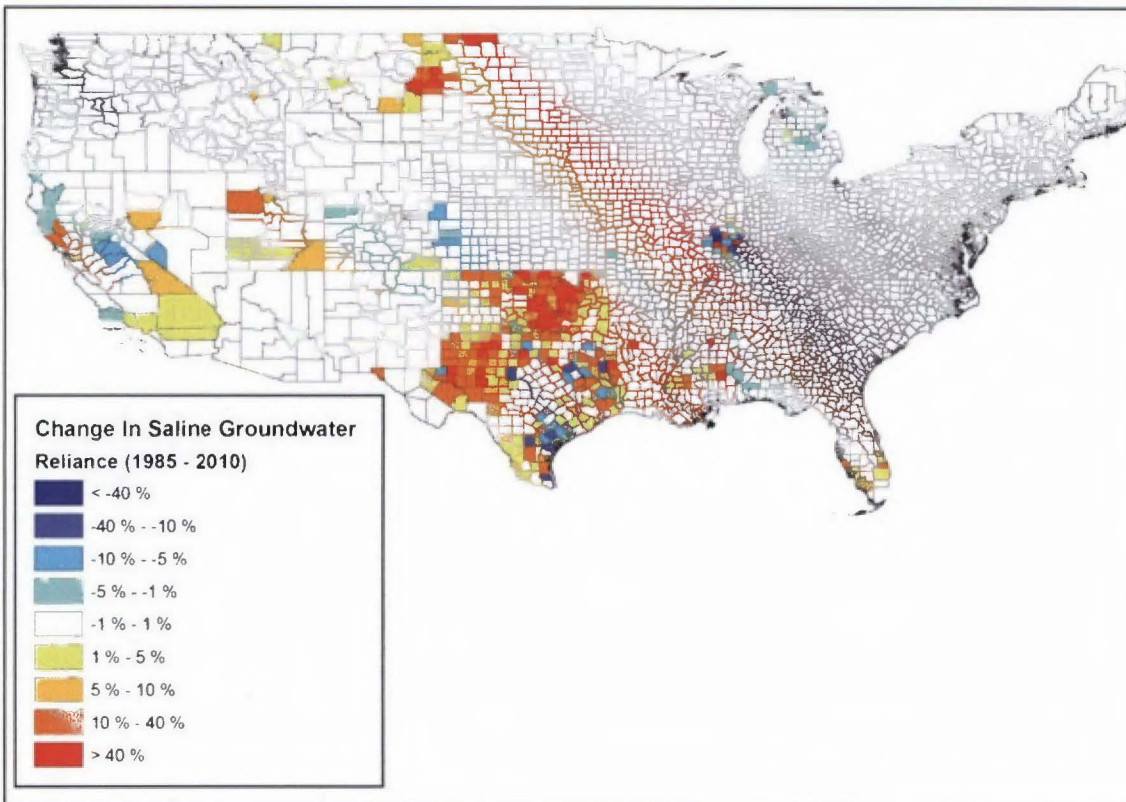 Change In Saline Groundwater
Reliance (1985 - 2010)
< -40 %
-40 % - -10 %
-10 % - -5 %
-5 % - -1 %
-1 % - 1 %
1 % - 5 %
5 % - 10 %
10 % - 40 %
> 40 %